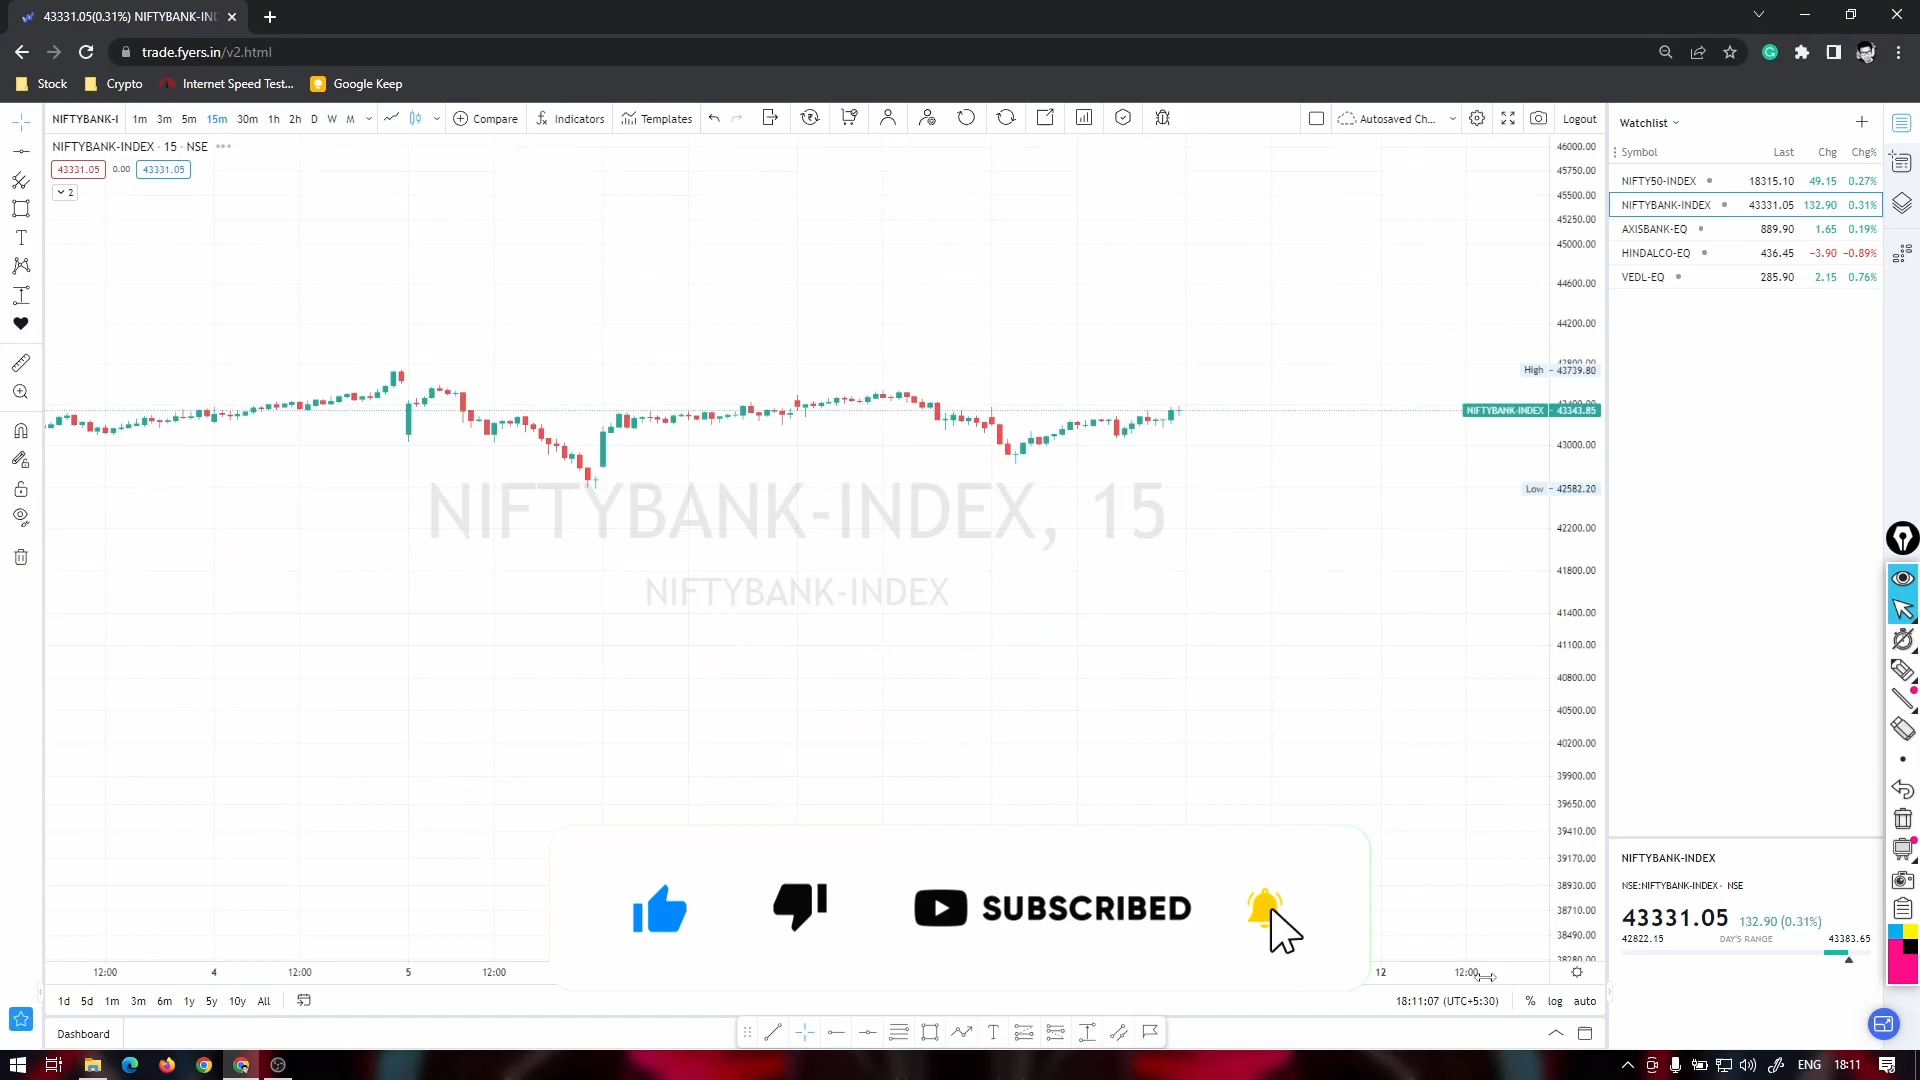 43331.05(0.31%) NIFTYBANK-IND
trade.fyers.in/v2.html
Stock Crypto Internet Speed Test... Google Keep
NIFTYBANK-I 1m 3m 5m 15m 30m 1h 2h D W M Compare Indicators Templates Autosaved Ch... Logout
NIFTYBANK-INDEX · 15 · NSE
43331.05 0.00 43331.05
2
NIFTYBANK-INDEX, 15
NIFTYBANK-INDEX
46000.00
45750.00
45500.00
45250.00
45000.00
44600.00
44200.00
43800.00
High 43739.80
43400.00
NIFTYBANK-INDEX 43343.85
43000.00
Low 42582.20
42200.00
41800.00
41400.00
41100.00
40800.00
40500.00
40200.00
39900.00
39650.00
39410.00
39170.00
38930.00
38710.00
38490.00
38280.00
12:00 4 12:00 5 12:00 12 12:00
SUBSCRIBED
1d 5d 1m 3m 6m 1y 5y 10y All
18:11:07 (UTC+5:30) % log auto
Dashboard
Watchlist
Symbol Last Chg Chg%
NIFTY50-INDEX 18315.10 49.15 0.27%
NIFTYBANK-INDEX 43331.05 132.90 0.31%
AXISBANK-EQ 889.90 1.65 0.19%
HINDALCO-EQ 436.45 −3.90 −0.89%
VEDL-EQ 285.90 2.15 0.76%
NIFTYBANK-INDEX
NSE:NIFTYBANK-INDEX · NSE
43331.05 132.90 (0.31%)
42822.15 DAY'S RANGE 43383.65
ENG 18:11